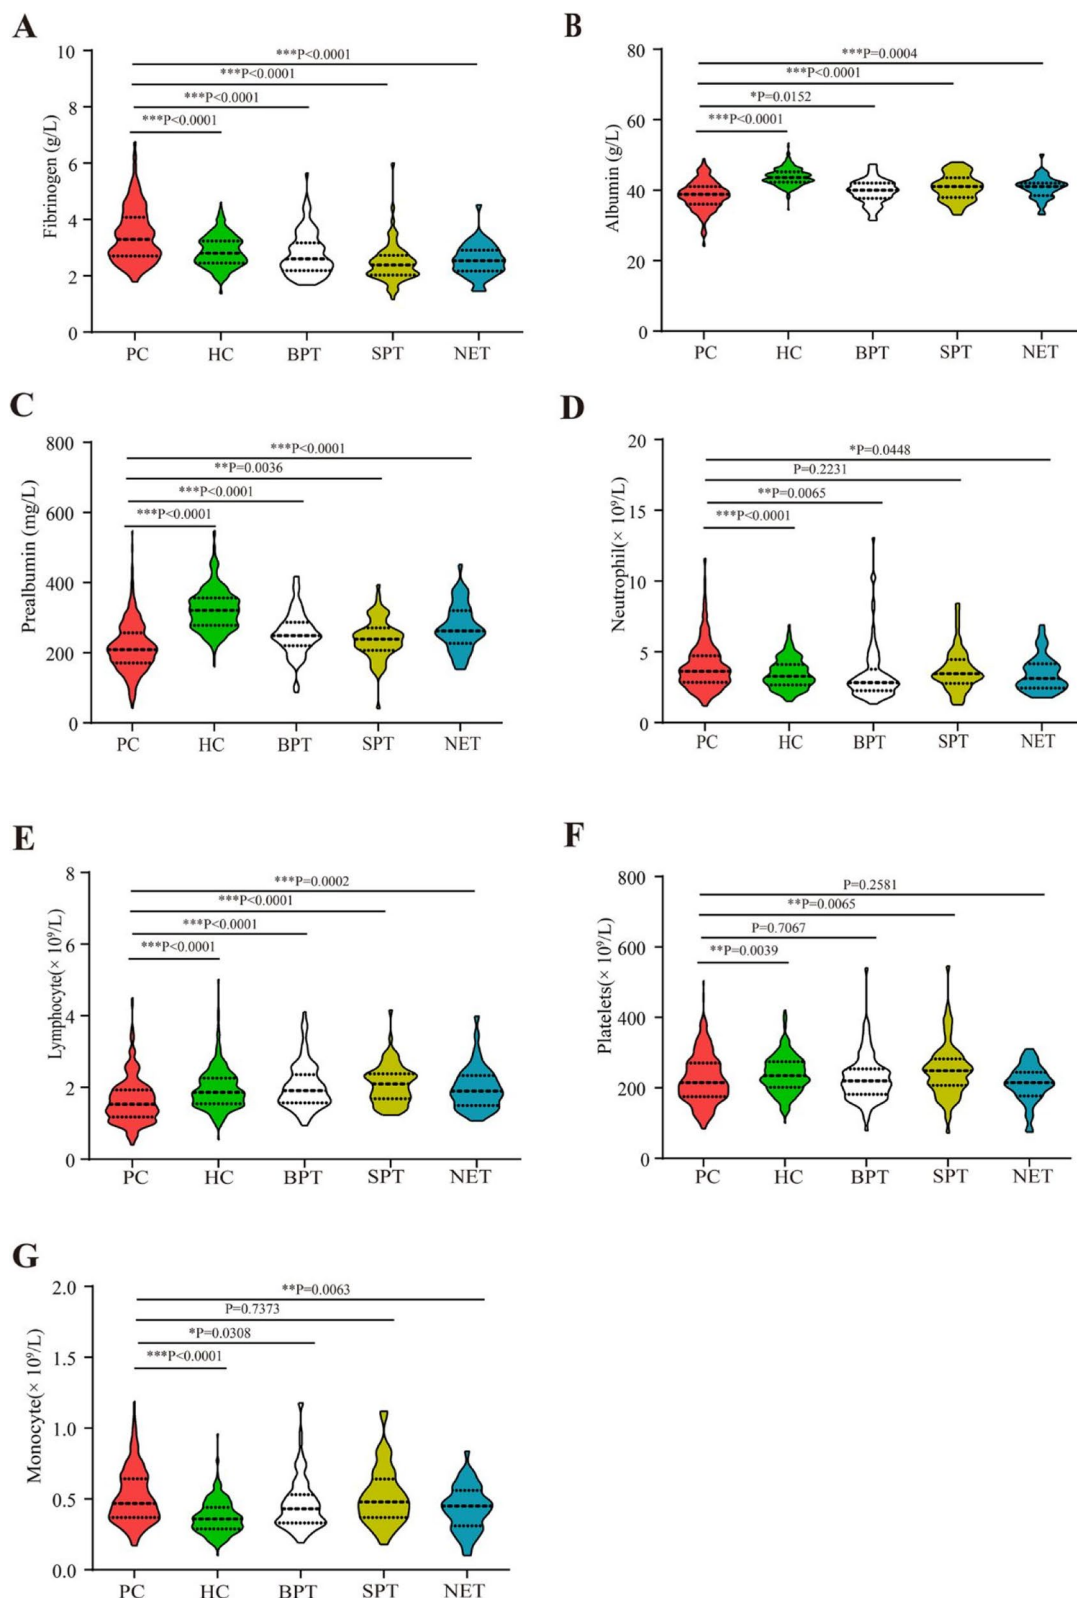 A
Fibrinogen (g/L)
10
8
6
4
2
0
***P<0.0001
***P<0.0001
***P<0.0001
***P<0.0001
PC HC BPT SPT NET
B
Albumin (g/L)
80
60
40
20
0
***P=0.0004
***P<0.0001
*P=0.0152
***P<0.0001
PC HC BPT SPT NET
C
Prealbumin (mg/L)
800
600
400
200
0
***P<0.0001
**P=0.0036
***P<0.0001
***P<0.0001
PC HC BPT SPT NET
D
Neutrophil(× 10⁹/L)
20
15
10
5
0
*P=0.0448
P=0.2231
**P=0.0065
***P<0.0001
PC HC BPT SPT NET
E
Lymphocyte(× 10⁹/L)
8
6
4
2
0
***P=0.0002
***P<0.0001
***P<0.0001
***P<0.0001
PC HC BPT SPT NET
F
Platelets(× 10⁹/L)
800
600
400
200
0
P=0.2581
**P=0.0065
P=0.7067
**P=0.0039
PC HC BPT SPT NET
G
Monocyte(× 10⁹/L)
2.0
1.5
1.0
0.5
0.0
**P=0.0063
P=0.7373
*P=0.0308
***P<0.0001
PC HC BPT SPT NET